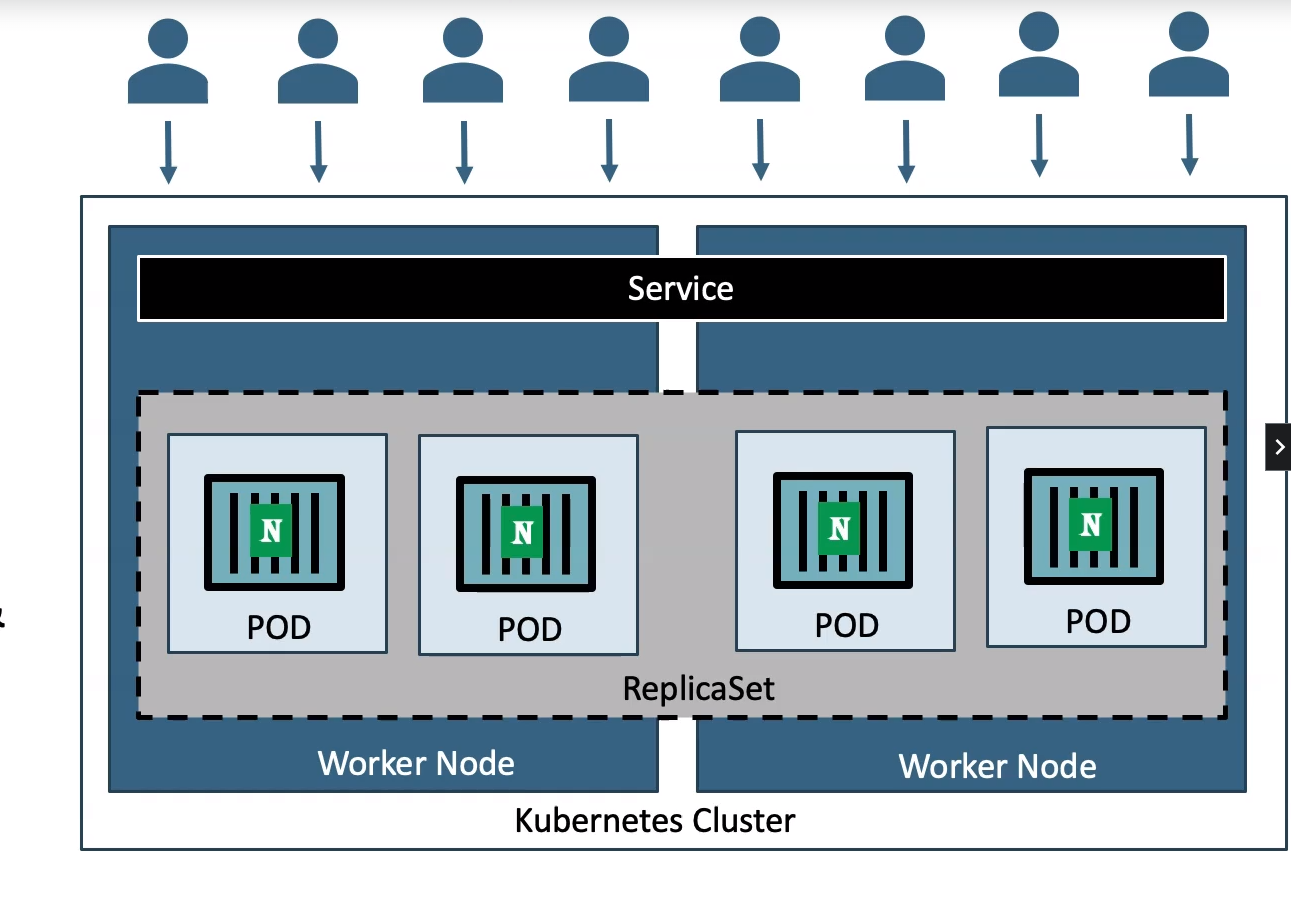 Service
N
N
N
N
POD
POD
POD
POD
ReplicaSet
Worker Node
Worker Node
Kubernetes Cluster